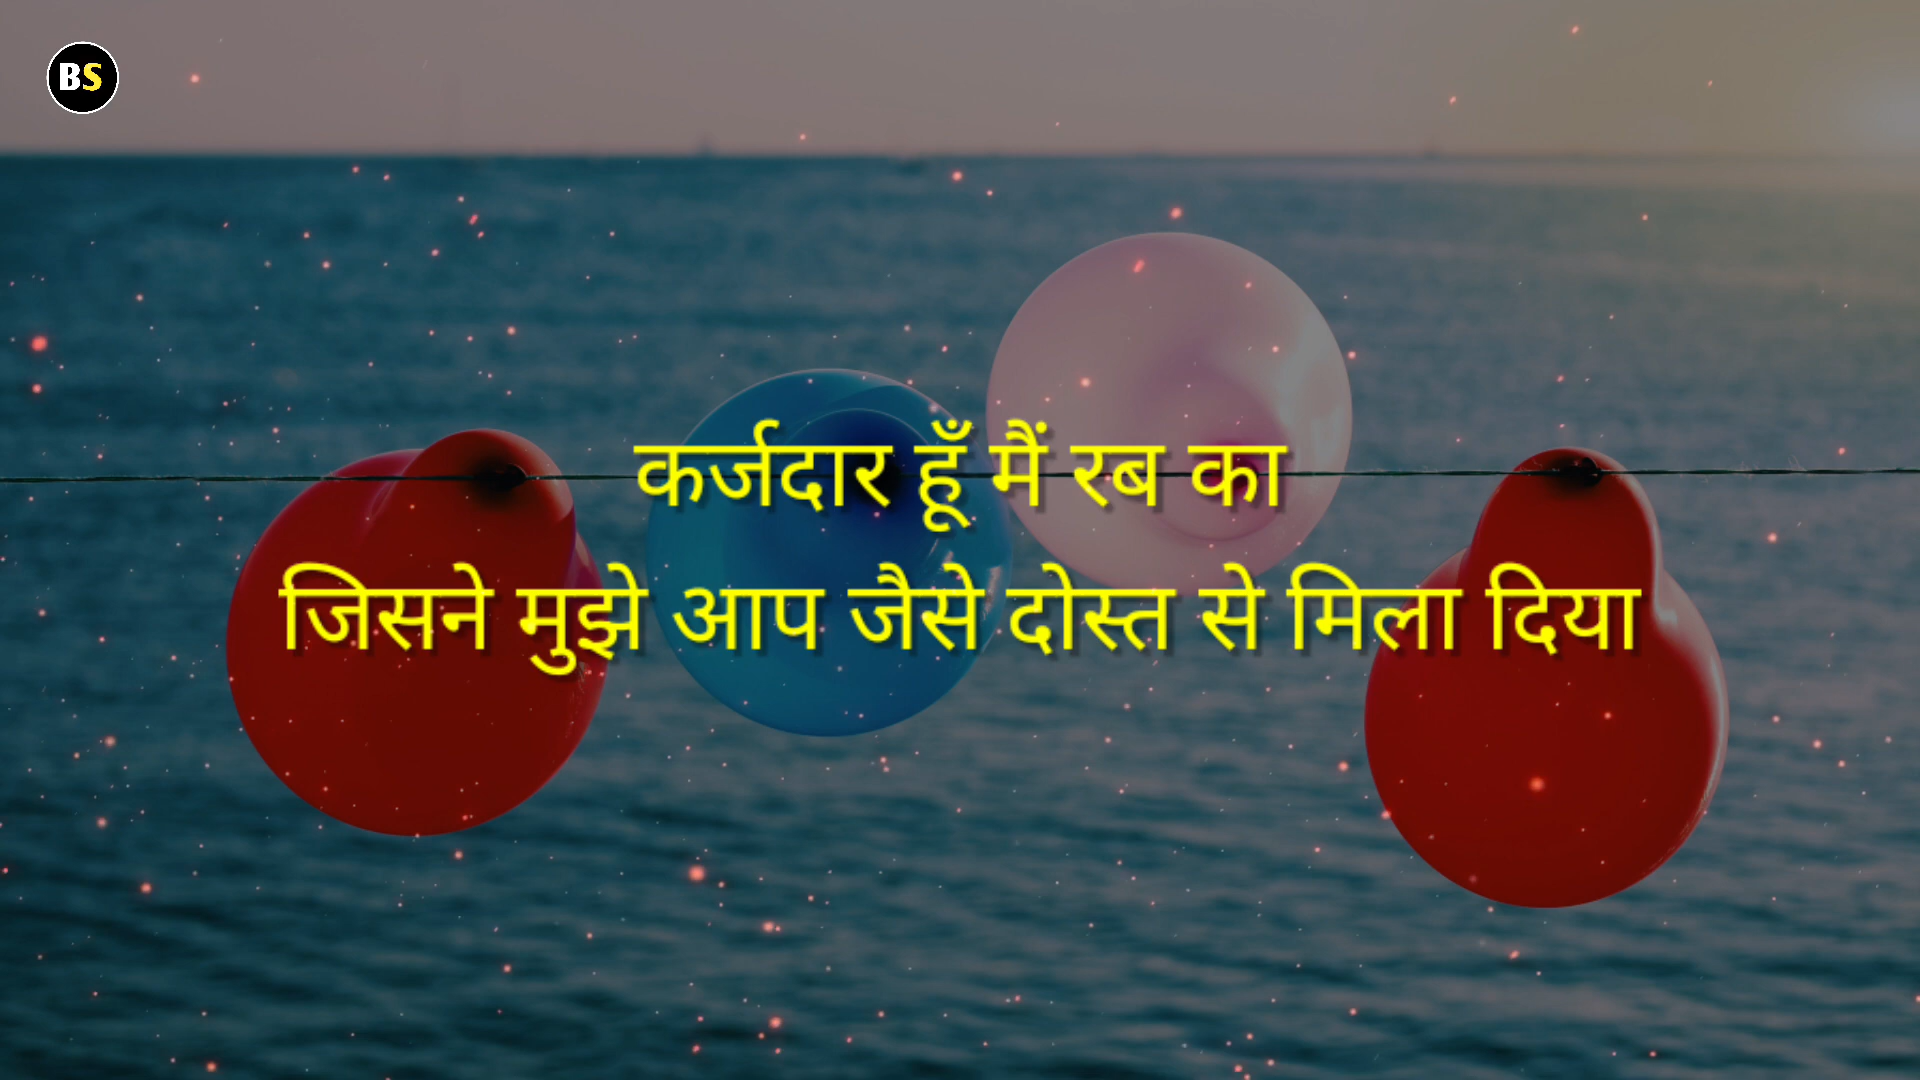 BS
कर्जदार हूँ मैं रब का
जिसने मुझे आप जैसे दोस्त से मिला दिया